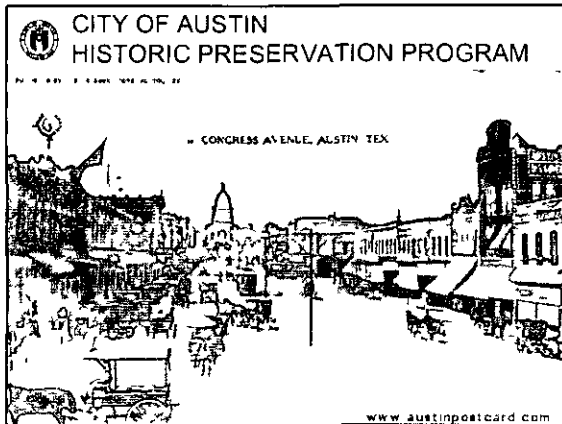 CITY OF AUSTIN
HISTORIC PRESERVATION PROGRAM
CONGRESS AVENUE, AUSTIN TEX
www austinpostcard com